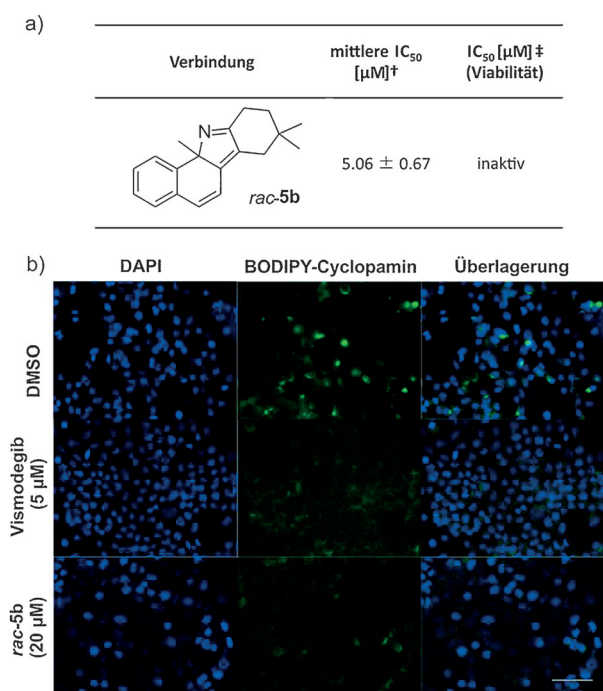 a)
Verbindung
mittlere IC50
[μM]†
IC50 [μM] ‡
(Viabilität)
N
rac-5b
5.06 ± 0.67
inaktiv
b)
DAPI
BODIPY-Cyclopamin
Überlagerung
DMSO
Vismodegib
(5 μM)
rac-5b
(20 μM)